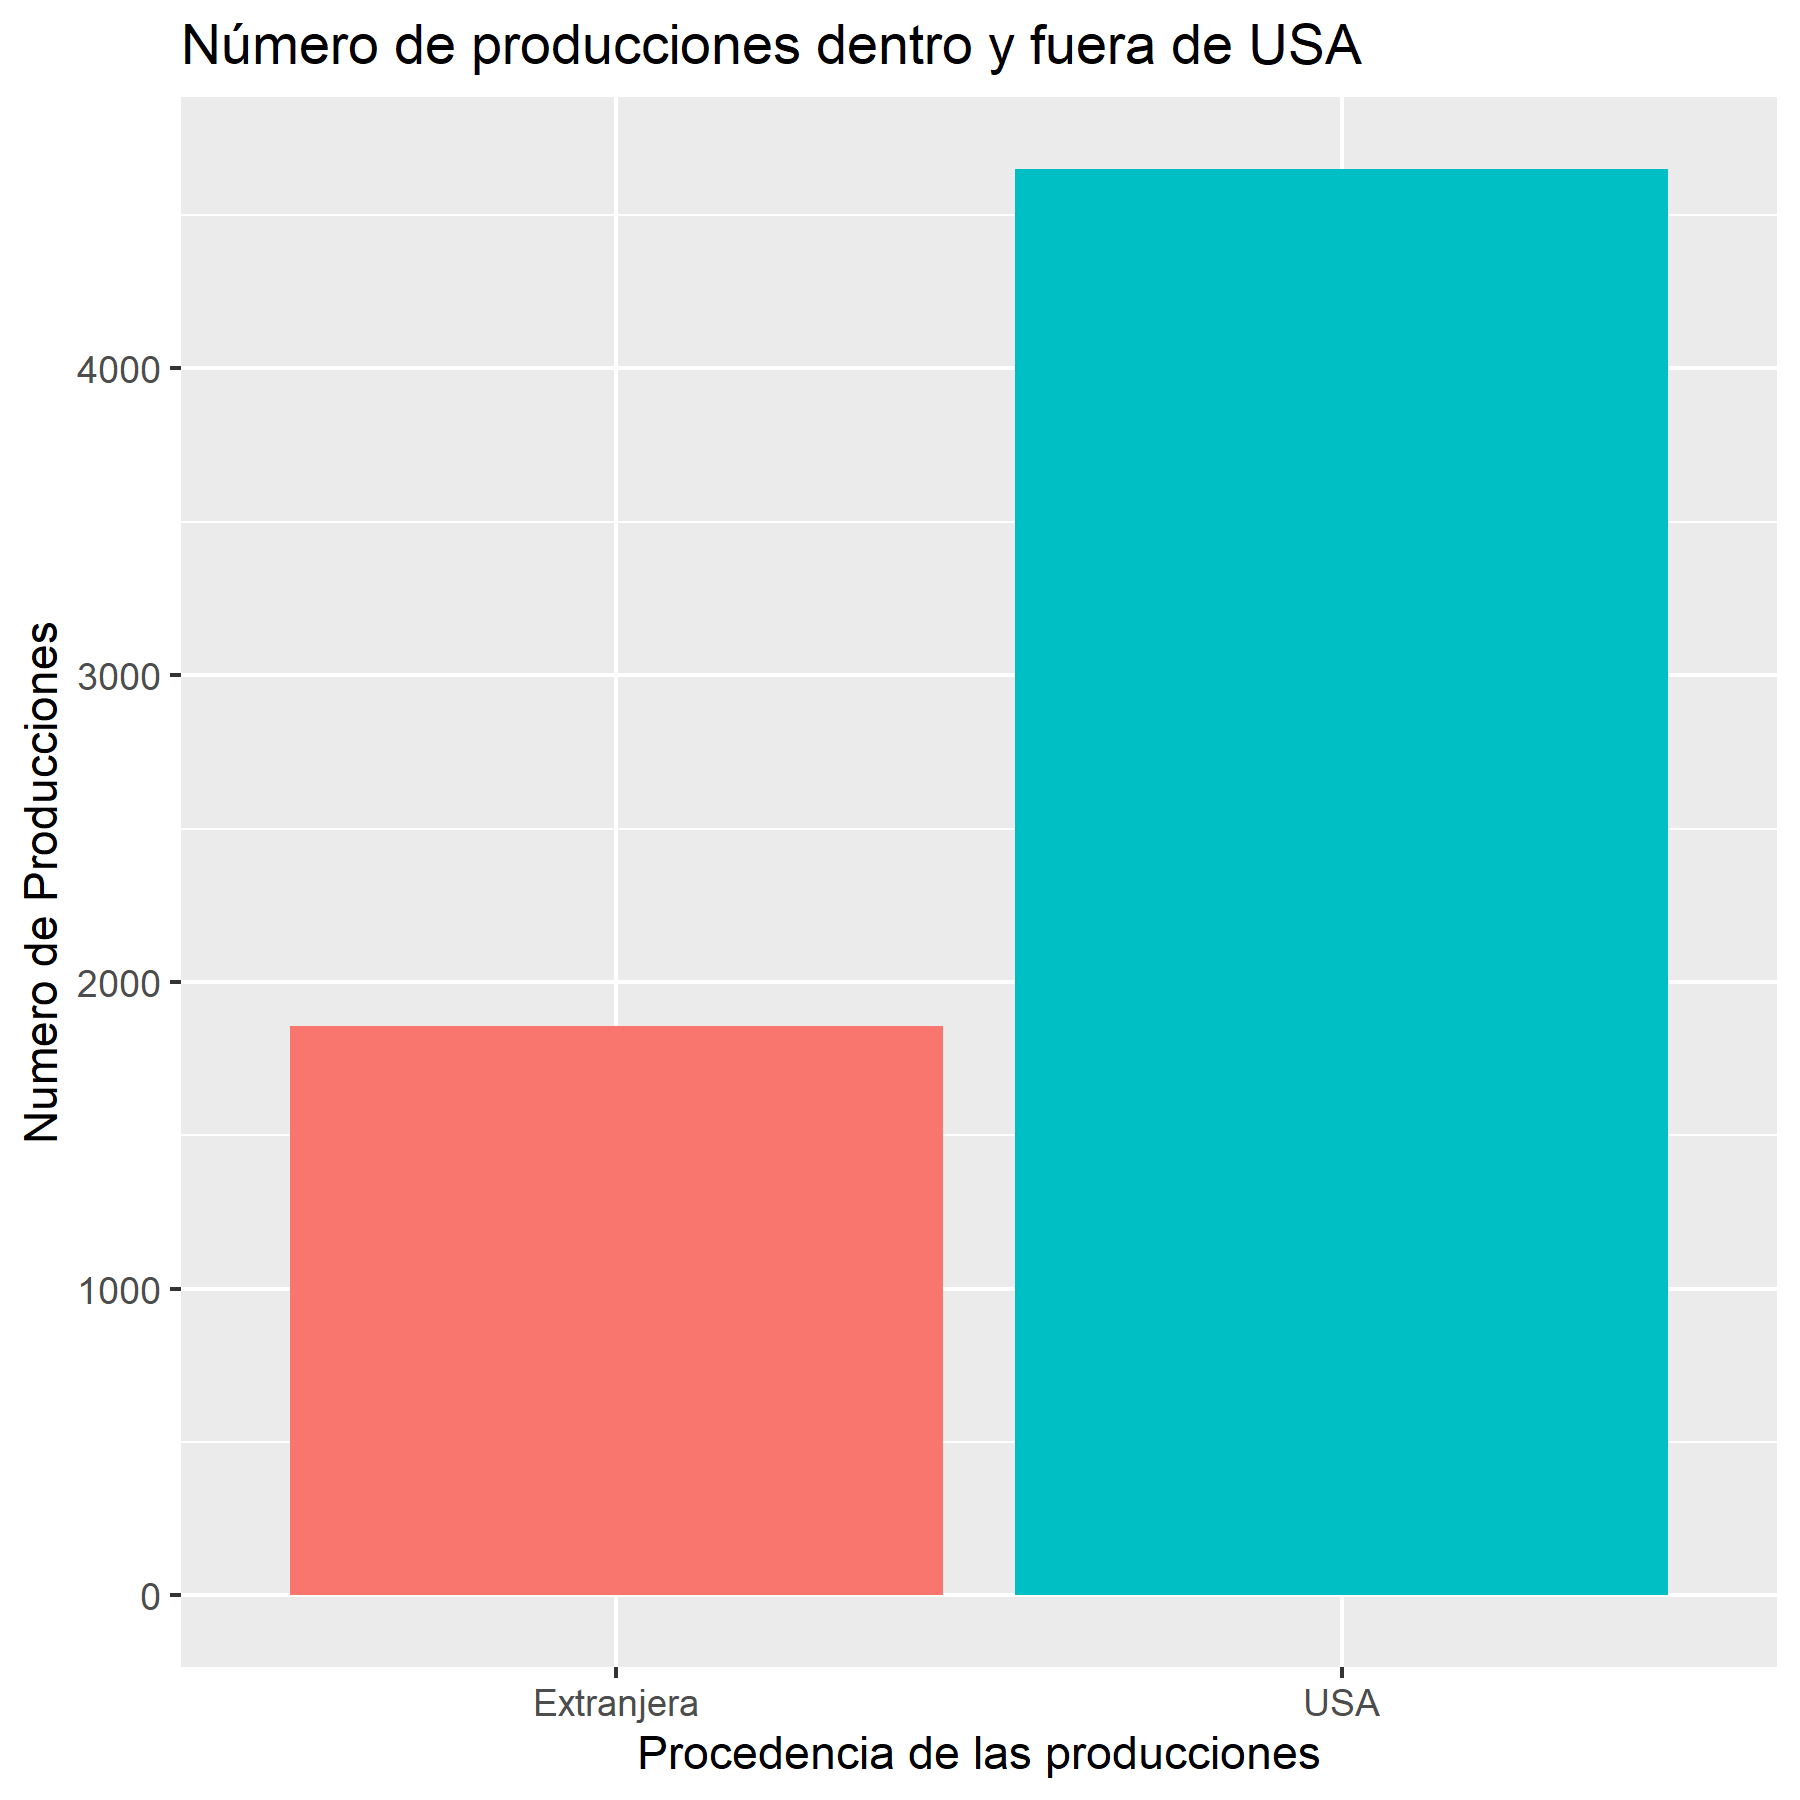 Número de producciones dentro y fuera de USA
Numero de Producciones
4000
3000
2000
1000
0
Extranjera
USA
Procedencia de las producciones